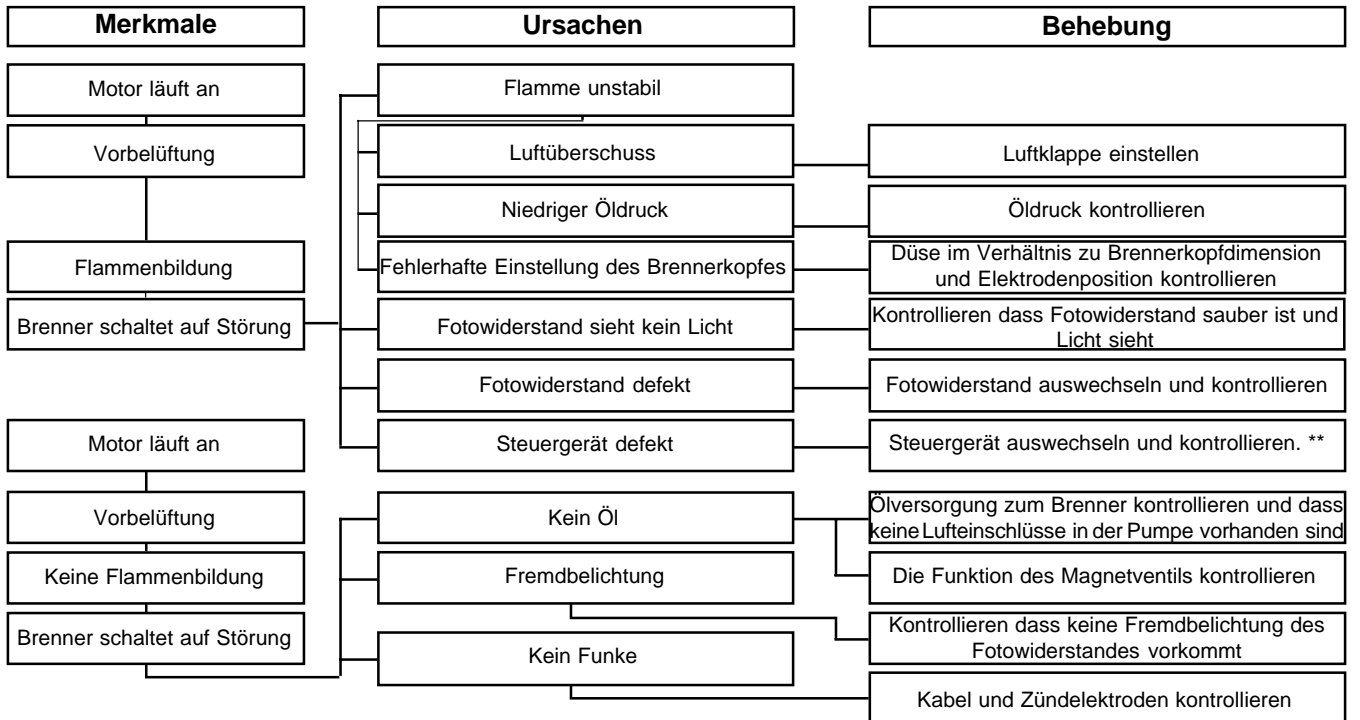 Merkmale
Ursachen
Behebung
Motor läuft an
Flamme unstabil
Vorbelüftung
Luftüberschuss
Luftklappe einstellen
Niedriger Öldruck
Öldruck kontrollieren
Flammenbildung
Fehlerhafte Einstellung des Brennerkopfes
Düse im Verhältnis zu Brennerkopfdimension
und Elektrodenposition kontrollieren
Brenner schaltet auf Störung
Fotowiderstand sieht kein Licht
Kontrollieren dass Fotowiderstand sauber ist und
Licht sieht
Fotowiderstand defekt
Fotowiderstand auswechseln und kontrollieren
Motor läuft an
Steuergerät defekt
Steuergerät auswechseln und kontrollieren. **
Vorbelüftung
Kein Öl
Ölversorgung zum Brenner kontrollieren und dass
keine Lufteinschlüsse in der Pumpe vorhanden sind
Keine Flammenbildung
Fremdbelichtung
Die Funktion des Magnetventils kontrollieren
Brenner schaltet auf Störung
Kein Funke
Kontrollieren dass keine Fremdbelichtung des
Fotowiderstandes vorkommt
Kabel und Zündelektroden kontrollieren